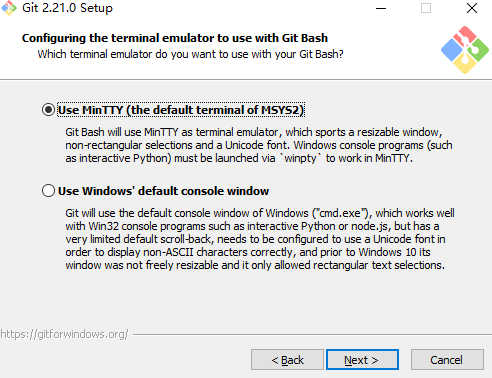 Git 2.21.0 Setup
Configuring the terminal emulator to use with Git Bash
Which terminal emulator do you want to use with your Git Bash?
Use MinTTY (the default terminal of MSYS2)
Git Bash will use MinTTY as terminal emulator, which sports a resizable window,
non-rectangular selections and a Unicode font. Windows console programs (such
as interactive Python) must be launched via `winpty` to work in MinTTY.
Use Windows' default console window
Git will use the default console window of Windows ("cmd.exe"), which works well
with Win32 console programs such as interactive Python or node.js, but has a
very limited default scroll-back, needs to be configured to use a Unicode font in
order to display non-ASCII characters correctly, and prior to Windows 10 its
window was not freely resizable and it only allowed rectangular text selections.
https://gitforwindows.org/
< Back
Next >
Cancel